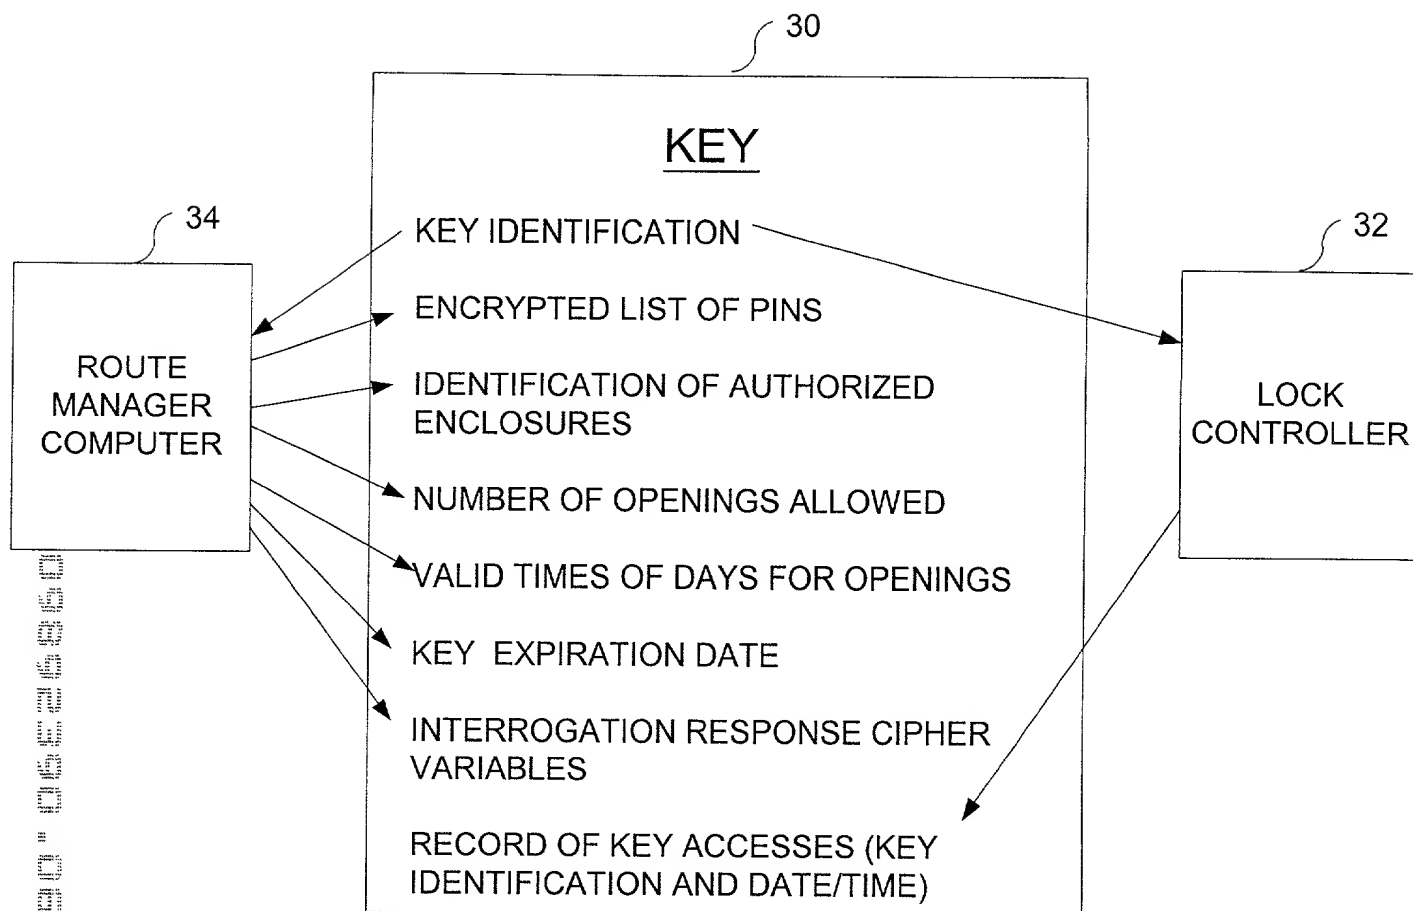 30
KEY
34
KEY IDENTIFICATION
32
ENCRYPTED LIST OF PINS
ROUTE
MANAGER
COMPUTER
IDENTIFICATION OF AUTHORIZED
ENCLOSURES
LOCK
CONTROLLER
NUMBER OF OPENINGS ALLOWED
VALID TIMES OF DAYS FOR OPENINGS
KEY EXPIRATION DATE
INTERROGATION RESPONSE CIPHER
VARIABLES
RECORD OF KEY ACCESSES (KEY
IDENTIFICATION AND DATE/TIME)